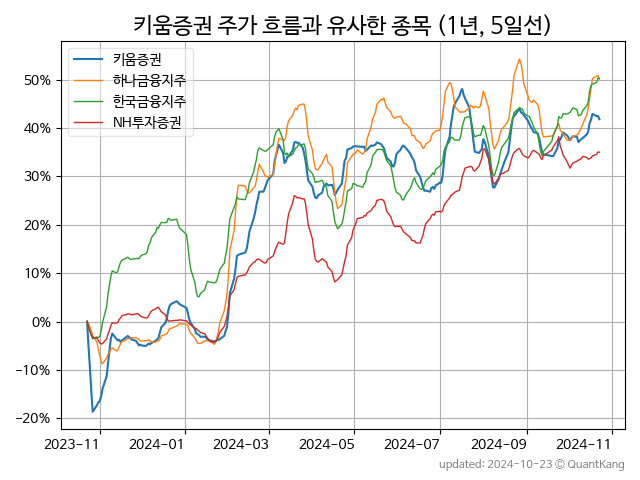 키움증권 주가 흐름과 유사한 종목 (1년, 5일선)
키움증권
하나금융지주
한국금융지주
NH투자증권
50%
40%
30%
20%
10%
0%
−10%
−20%
2023-11
2024-01
2024-03
2024-05
2024-07
2024-09
2024-11
updated: 2024-10-23 © QuantKang